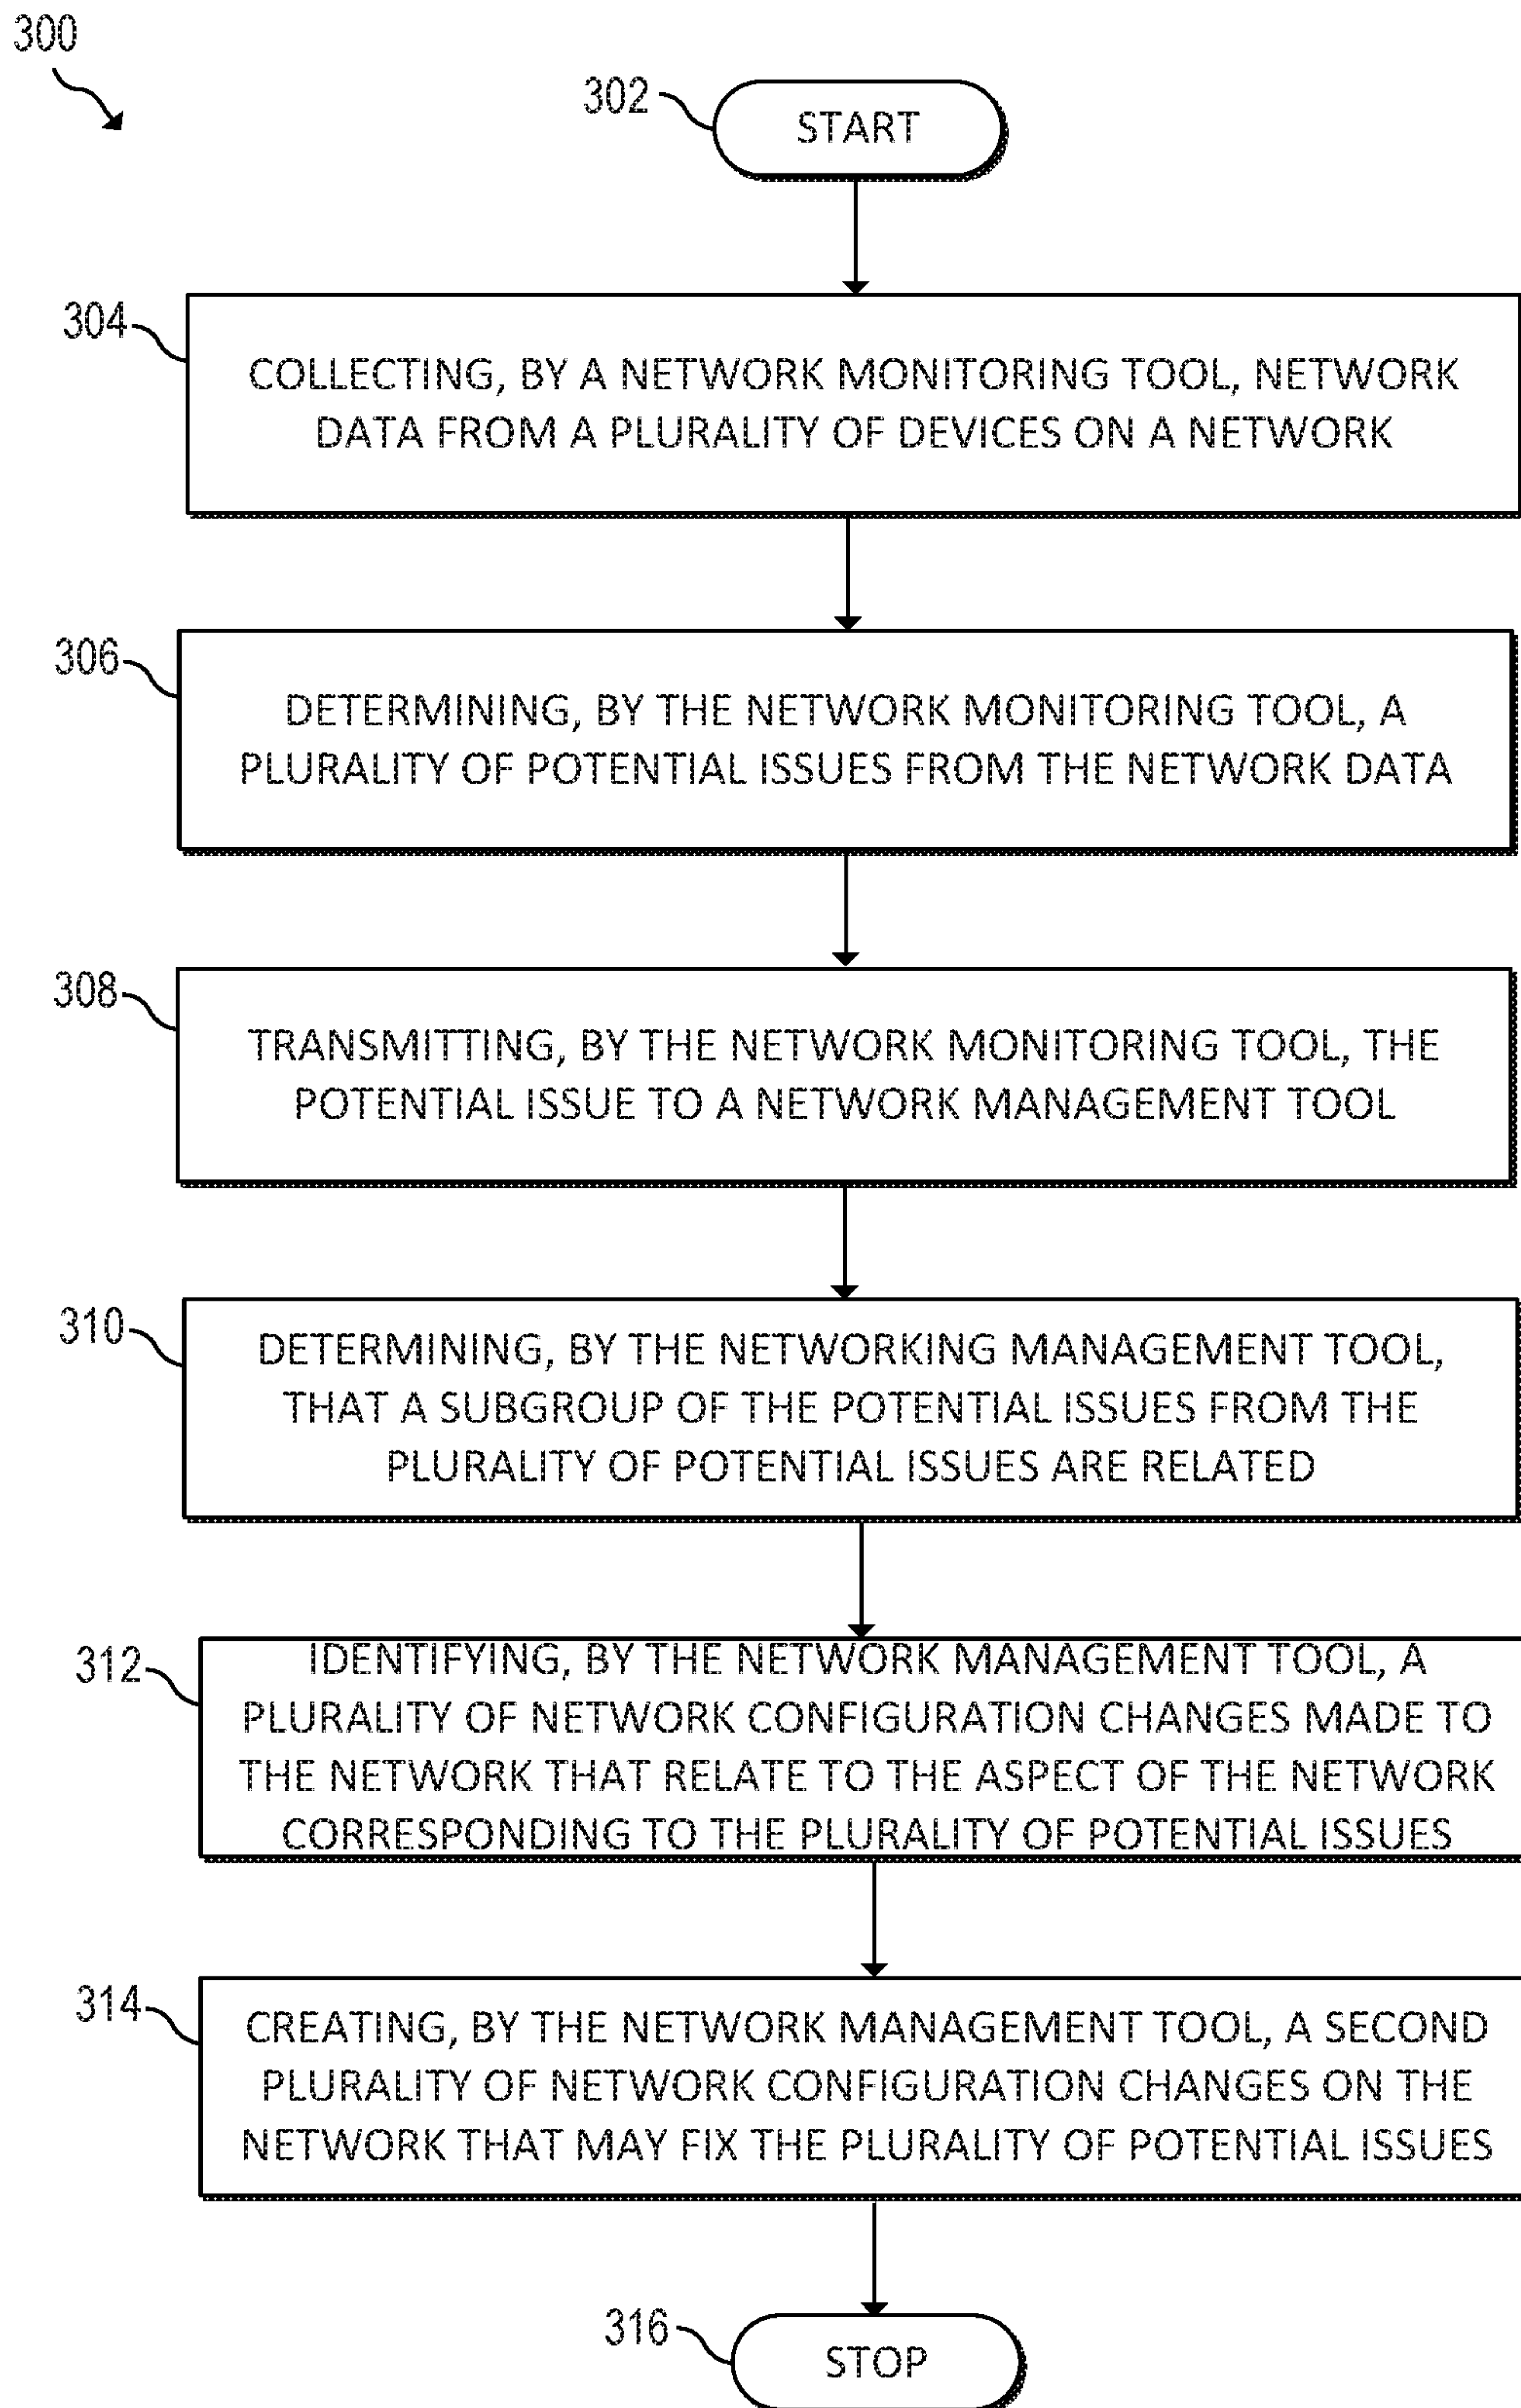 300
302
START
304
COLLECTING, BY A NETWORK MONITORING TOOL, NETWORK
DATA FROM A PLURALITY OF DEVICES ON A NETWORK
306
DETERMINING, BY THE NETWORK MONITORING TOOL, A
PLURALITY OF POTENTIAL ISSUES FROM THE NETWORK DATA
308
TRANSMITTING, BY THE NETWORK MONITORING TOOL, THE
POTENTIAL ISSUE TO A NETWORK MANAGEMENT TOOL
310
DETERMINING, BY THE NETWORKING MANAGEMENT TOOL,
THAT A SUBGROUP OF THE POTENTIAL ISSUES FROM THE
PLURALITY OF POTENTIAL ISSUES ARE RELATED
312
IDENTIFYING, BY THE NETWORK MANAGEMENT TOOL, A
PLURALITY OF NETWORK CONFIGURATION CHANGES MADE TO
THE NETWORK THAT RELATE TO THE ASPECT OF THE NETWORK
CORRESPONDING TO THE PLURALITY OF POTENTIAL ISSUES
314
CREATING, BY THE NETWORK MANAGEMENT TOOL, A SECOND
PLURALITY OF NETWORK CONFIGURATION CHANGES ON THE
NETWORK THAT MAY FIX THE PLURALITY OF POTENTIAL ISSUES
316
STOP